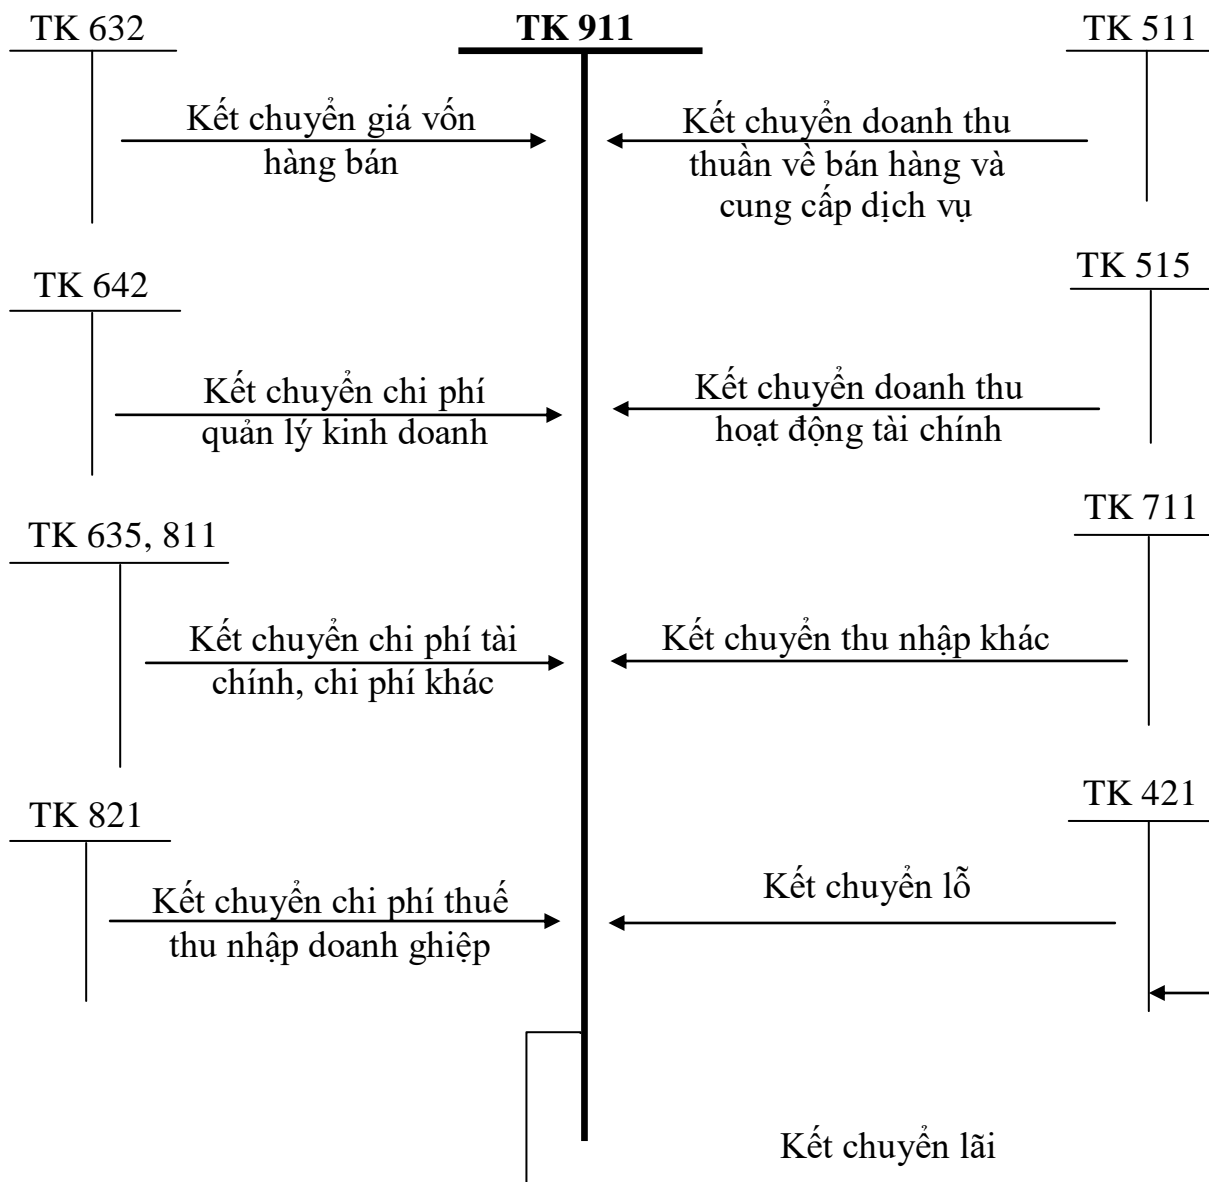 TK 632
TK 911
TK 511
Kết chuyển giá vốn
hàng bán
Kết chuyển doanh thu
thuần về bán hàng và
cung cấp dịch vụ
TK 642
TK 515
Kết chuyển chi phí
quản lý kinh doanh
Kết chuyển doanh thu
hoạt động tài chính
TK 635, 811
TK 711
Kết chuyển chi phí tài
chính, chi phí khác
Kết chuyển thu nhập khác
TK 821
TK 421
Kết chuyển chi phí thuế
thu nhập doanh ghiệp
Kết chuyển lỗ
Kết chuyển lãi